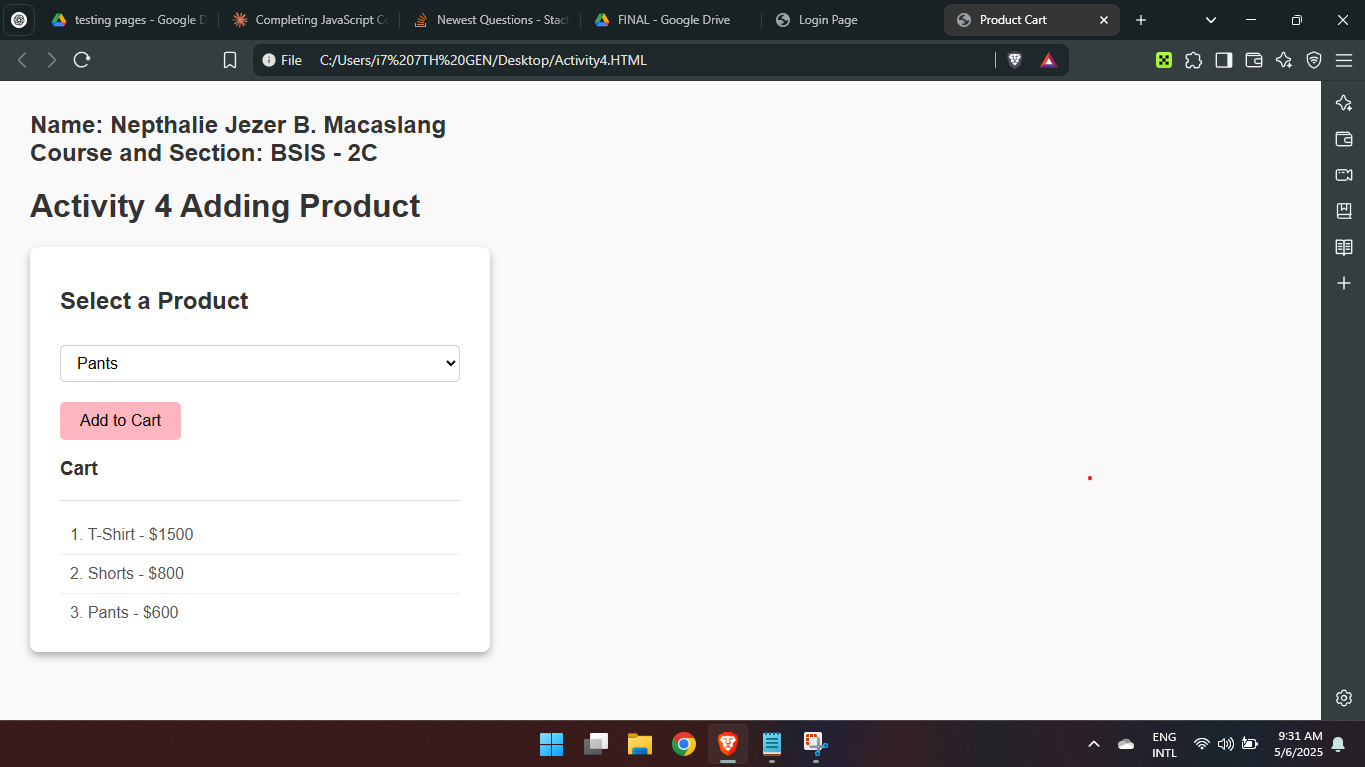 testing pages - Google D
Completing JavaScript Co
Newest Questions - Stac
FINAL - Google Drive
Login Page
Product Cart
File
C:/Users/i7%207TH%20GEN/Desktop/Activity4.HTML
Name: Nepthalie Jezer B. Macaslang
Course and Section: BSIS - 2C
Activity 4 Adding Product
Select a Product
Pants
Add to Cart
Cart
1. T-Shirt - $1500
2. Shorts - $800
3. Pants - $600
ENG
INTL
9:31 AM
5/6/2025